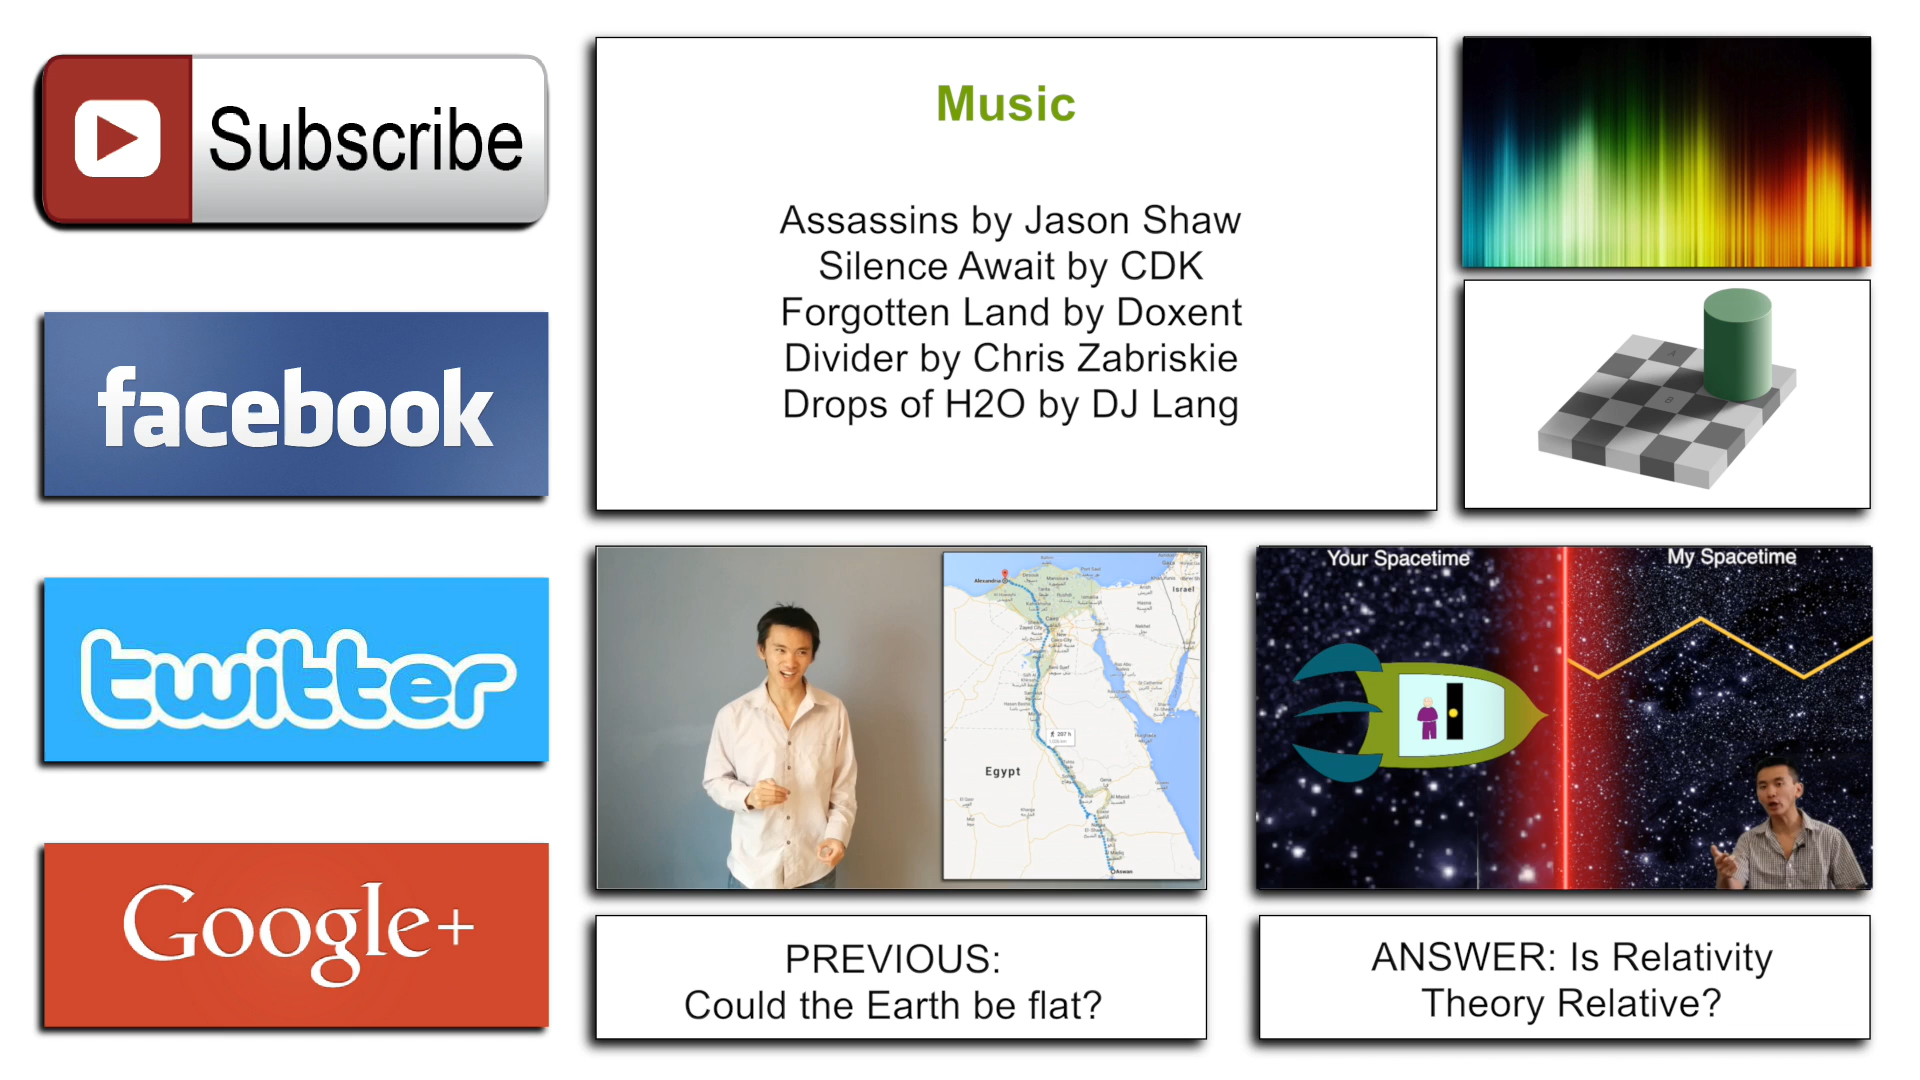 Subscribe
facebook
twitter
Google+
Music
Assassins by Jason Shaw
Silence Await by CDK
Forgotten Land by Doxent
Divider by Chris Zabriskie
Drops of H2O by DJ Lang
A
B
Alexandria
Israel
Egypt
Aswan
PREVIOUS:
Could the Earth be flat?
Your Spacetime
My Spacetime
ANSWER: Is Relativity
Theory Relative?